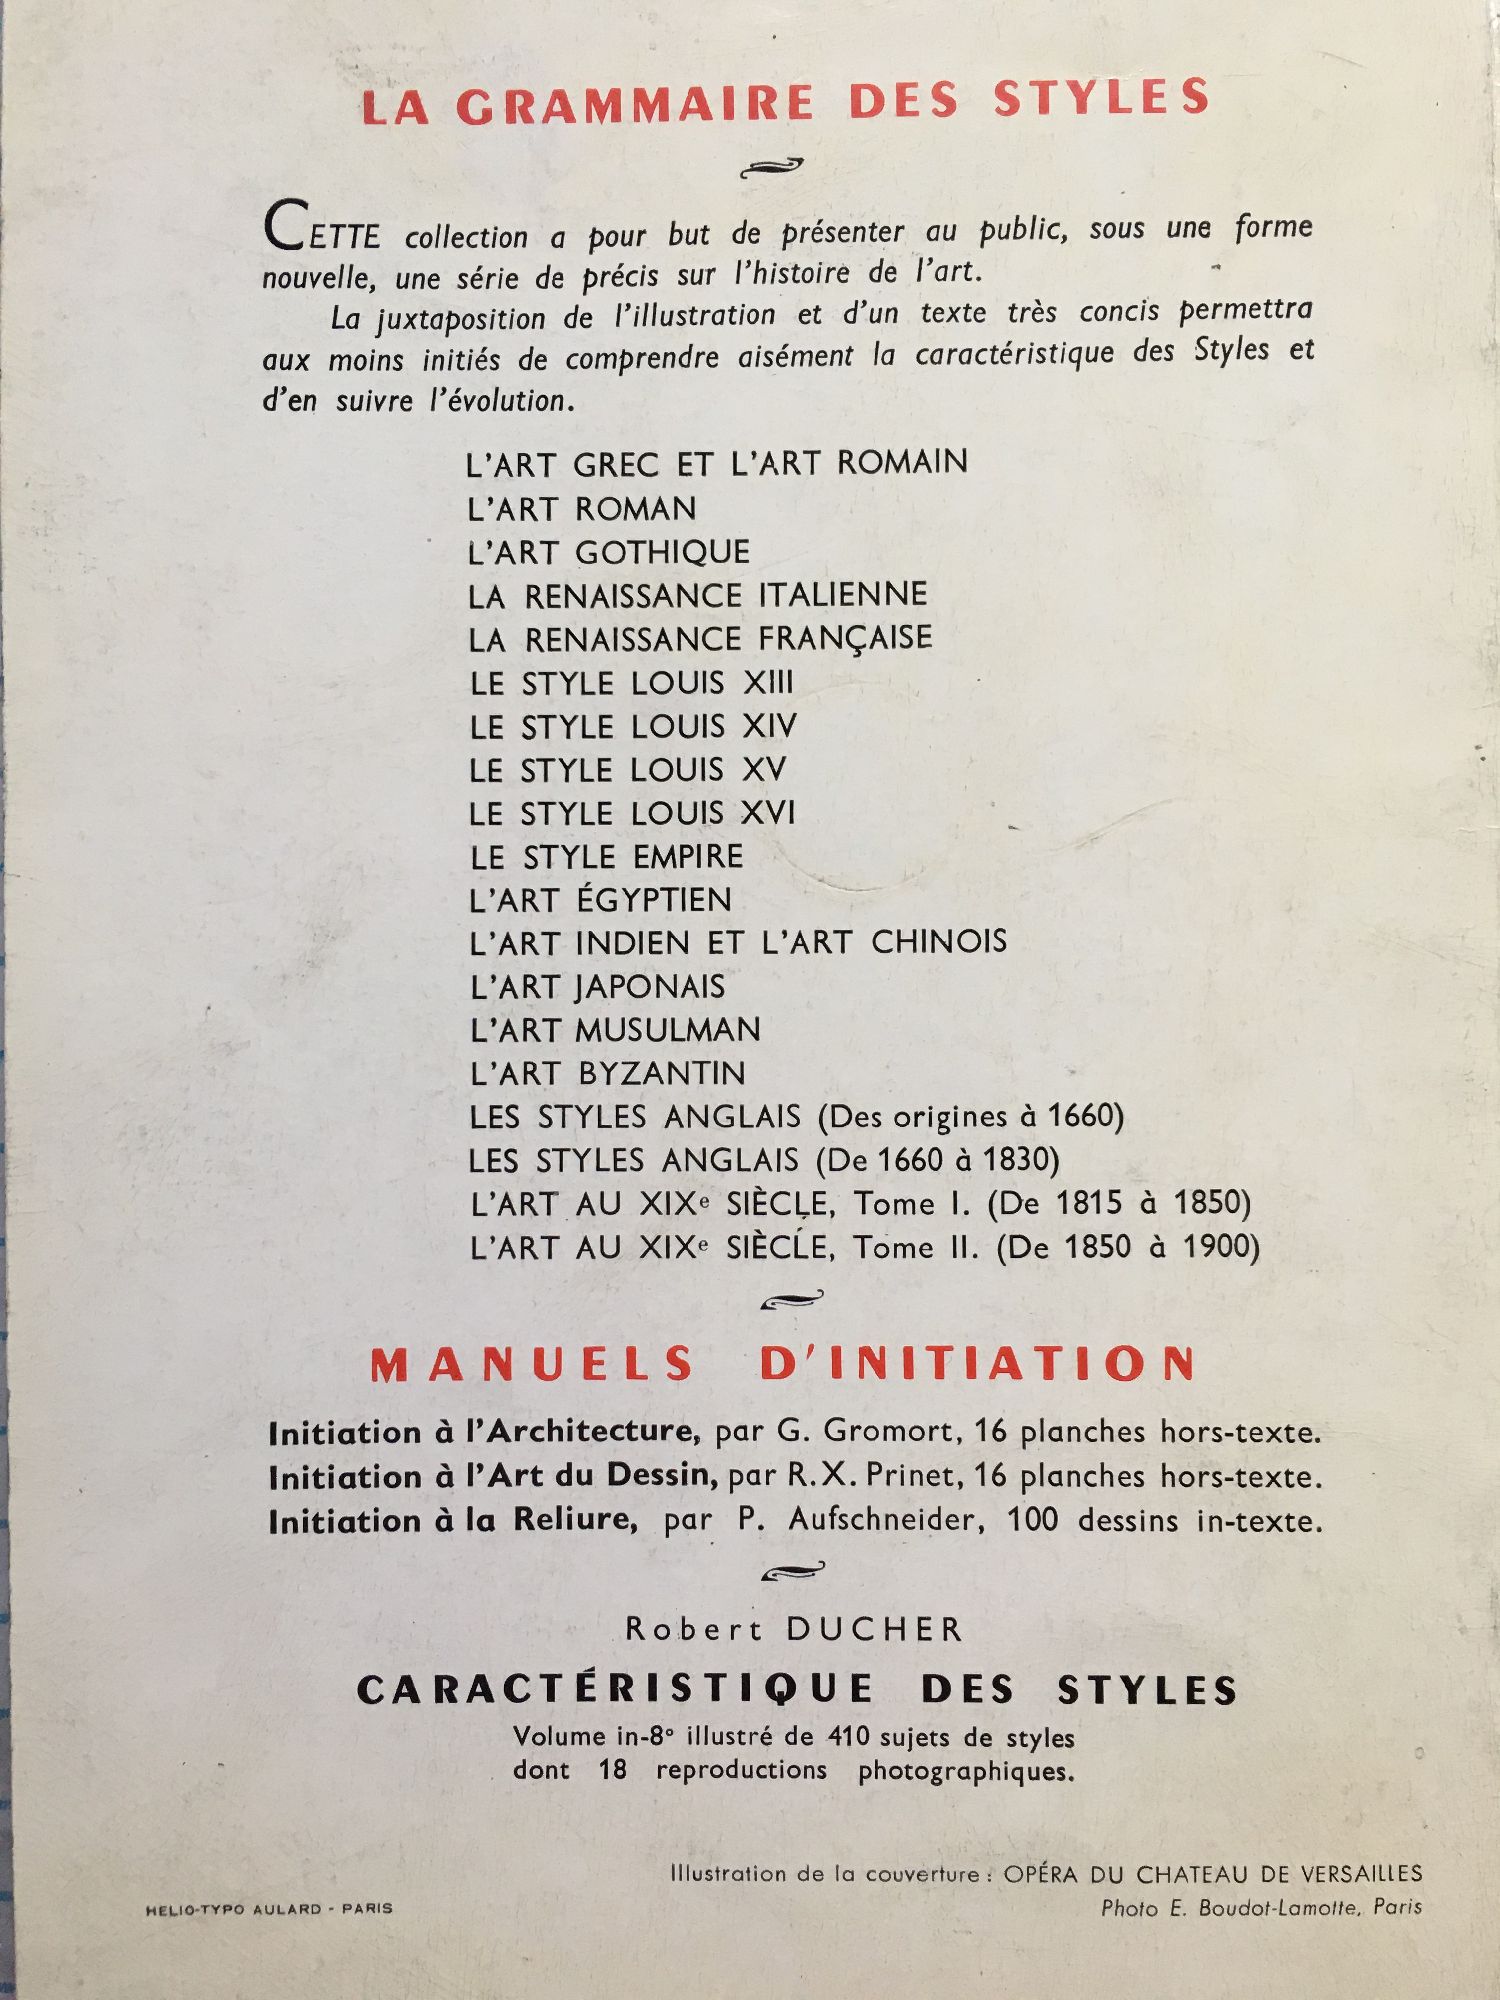 LA GRAMMAIRE DES STYLES
CETTE collection a pour but de présenter au public, sous une forme
nouvelle, une série de précis sur l'histoire de l'art.
La juxtaposition de l'illustration et d'un texte très concis permettra
aux moins initiés de comprendre aisément la caractéristique des Styles et
d'en suivre l'évolution.
L'ART GREC ET L'ART ROMAIN
L'ART ROMAN
L'ART GOTHIQUE
LA RENAISSANCE ITALIENNE
LA RENAISSANCE FRANÇAISE
LE STYLE LOUIS XIII
LE STYLE LOUIS XIV
LE STYLE LOUIS XV
LE STYLE LOUIS XVI
LE STYLE EMPIRE
L'ART ÉGYPTIEN
L'ART INDIEN ET L'ART CHINOIS
L'ART JAPONAIS
L'ART MUSULMAN
L'ART BYZANTIN
LES STYLES ANGLAIS (Des origines à 1660)
LES STYLES ANGLAIS (De 1660 à 1830)
L'ART AU XIXe SIÈCLE, Tome I. (De 1815 à 1850)
L'ART AU XIXe SIÈCLE, Tome II. (De 1850 à 1900)
MANUELS D'INITIATION
Initiation à l'Architecture, par G. Gromort, 16 planches hors-texte.
Initiation à l'Art du Dessin, par R.X. Prinet, 16 planches hors-texte.
Initiation à la Reliure, par P. Aufschneider, 100 dessins in-texte.
Robert DUCHER
CARACTÉRISTIQUE DES STYLES
Volume in-8° illustré de 410 sujets de styles
dont 18 reproductions photographiques.
Illustration de la couverture : OPÉRA DU CHATEAU DE VERSAILLES
Photo E. Boudot-Lamotte, Paris
HELIO-TYPO AULARD - PARIS